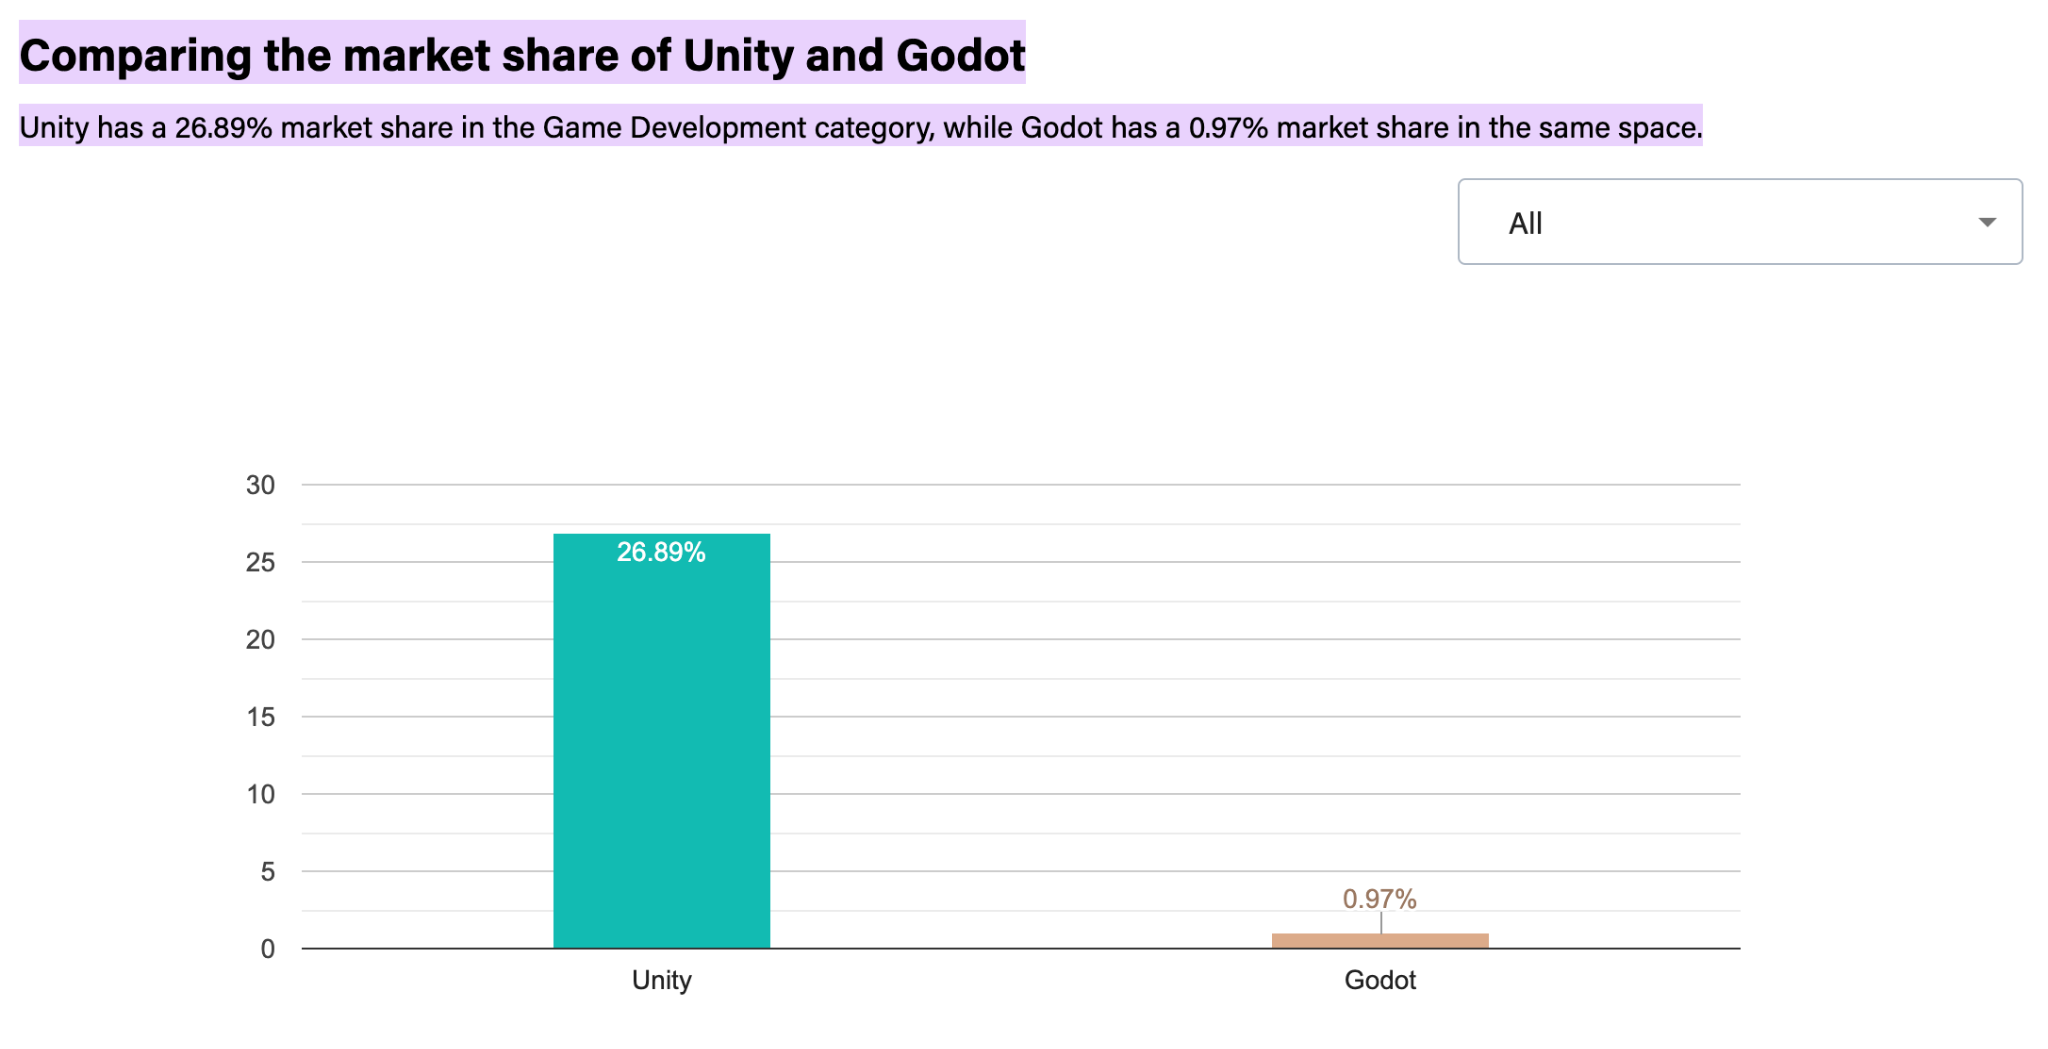 Comparing the market share of Unity and Godot
Unity has a 26.89% market share in the Game Development category, while Godot has a 0.97% market share in the same space.
All
30
25
20
15
10
5
0
26.89%
0.97%
Unity
Godot